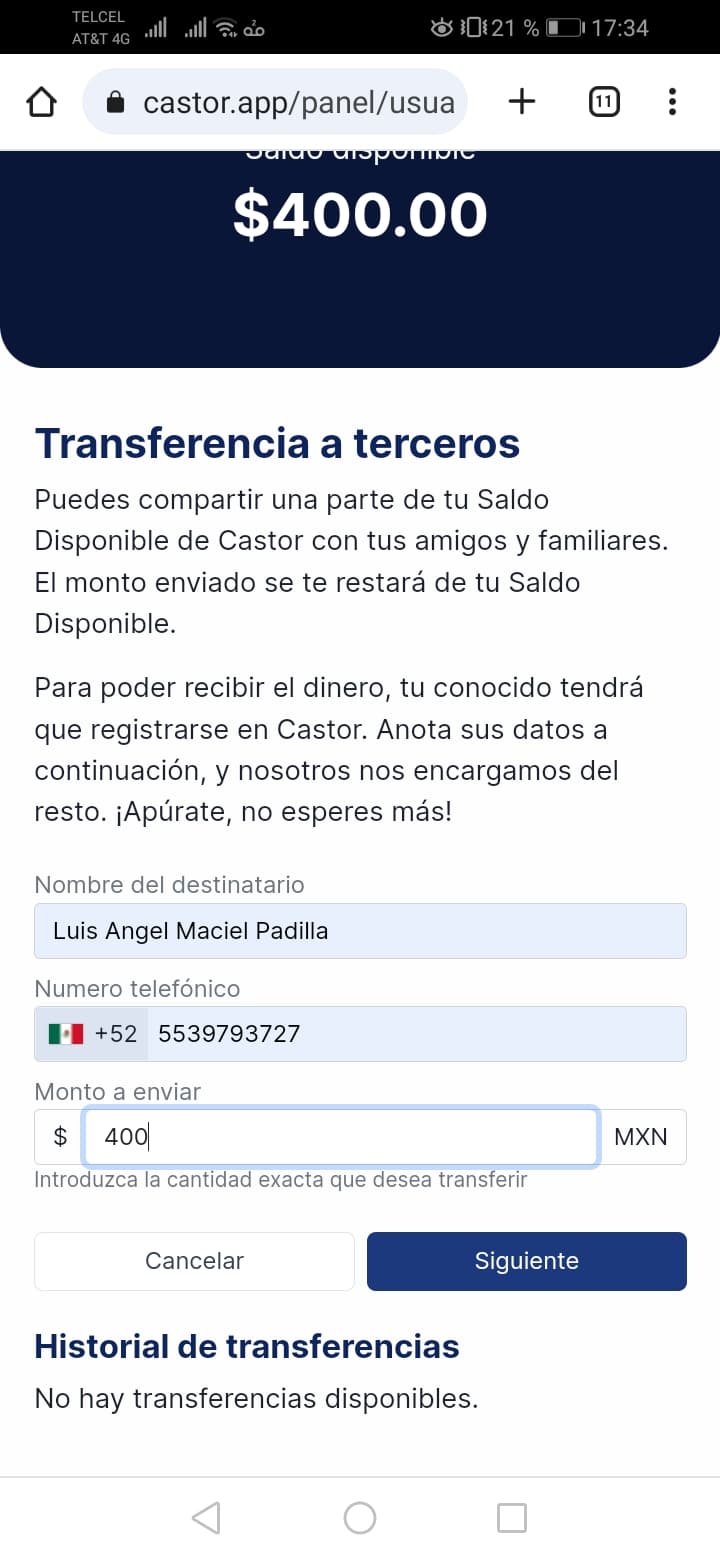 TELCEL
AT&T 4G
21 %
17:34
castor.app/panel/usua
11
Saldo disponible
$400.00
Transferencia a terceros
Puedes compartir una parte de tu Saldo
Disponible de Castor con tus amigos y familiares.
El monto enviado se te restará de tu Saldo
Disponible.
Para poder recibir el dinero, tu conocido tendrá
que registrarse en Castor. Anota sus datos a
continuación, y nosotros nos encargamos del
resto. ¡Apúrate, no esperes más!
Nombre del destinatario
Luis Angel Maciel Padilla
Numero telefónico
+52 5539793727
Monto a enviar
$ 400 MXN
Introduzca la cantidad exacta que desea transferir
Cancelar Siguiente
Historial de transferencias
No hay transferencias disponibles.